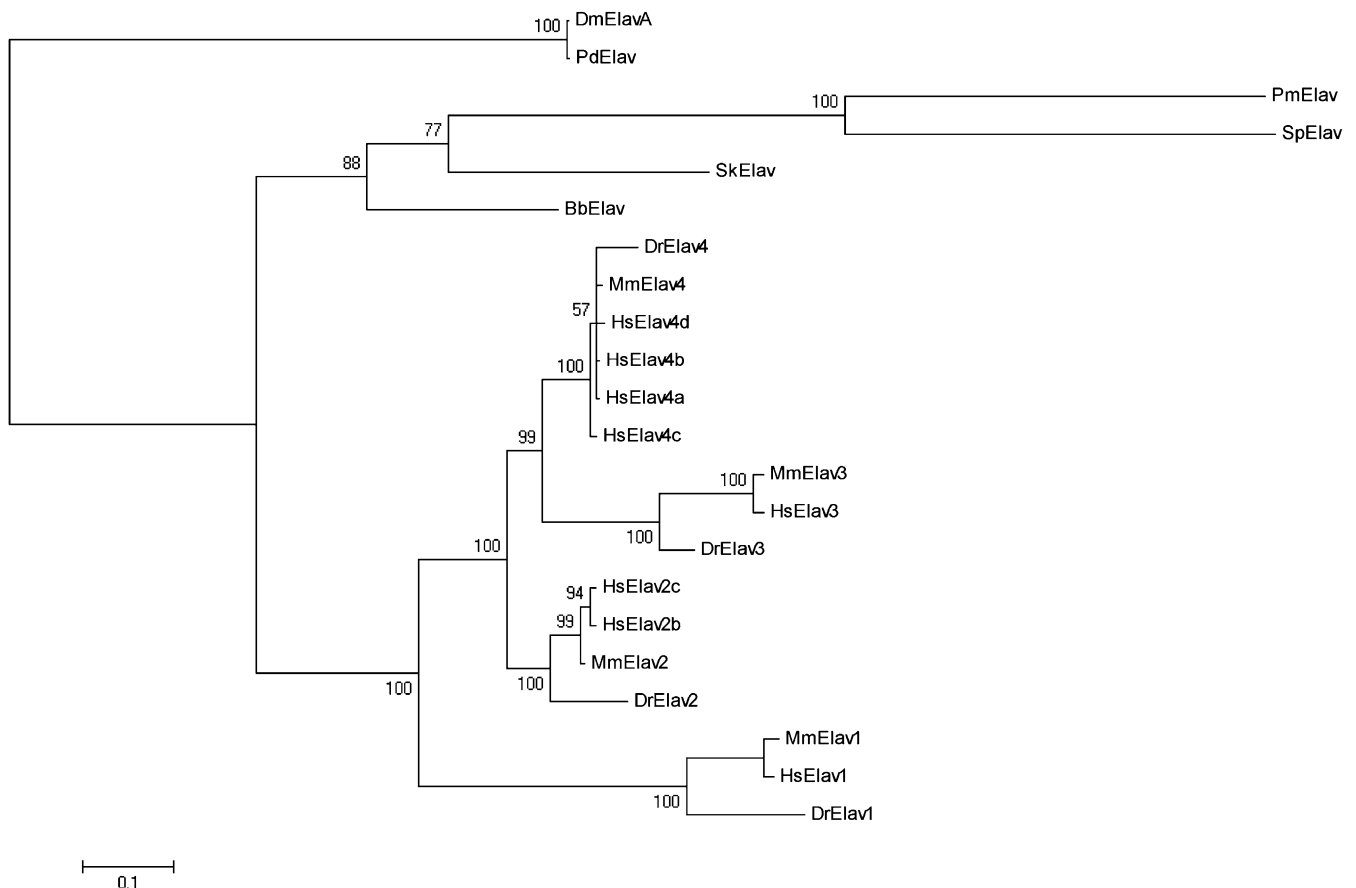 100
DmElavA
PdElav
100
PmElav
SpElav
77
88
SkElav
BbElav
DrElav4
MmElav4
57
HsElav4d
HsElav4b
100
HsElav4a
HsElav4c
99
100
MmElav3
HsElav3
100
DrElav3
100
94
HsElav2c
99
HsElav2b
MmElav2
100
DrElav2
100
MmElav1
HsElav1
100
DrElav1
0.1